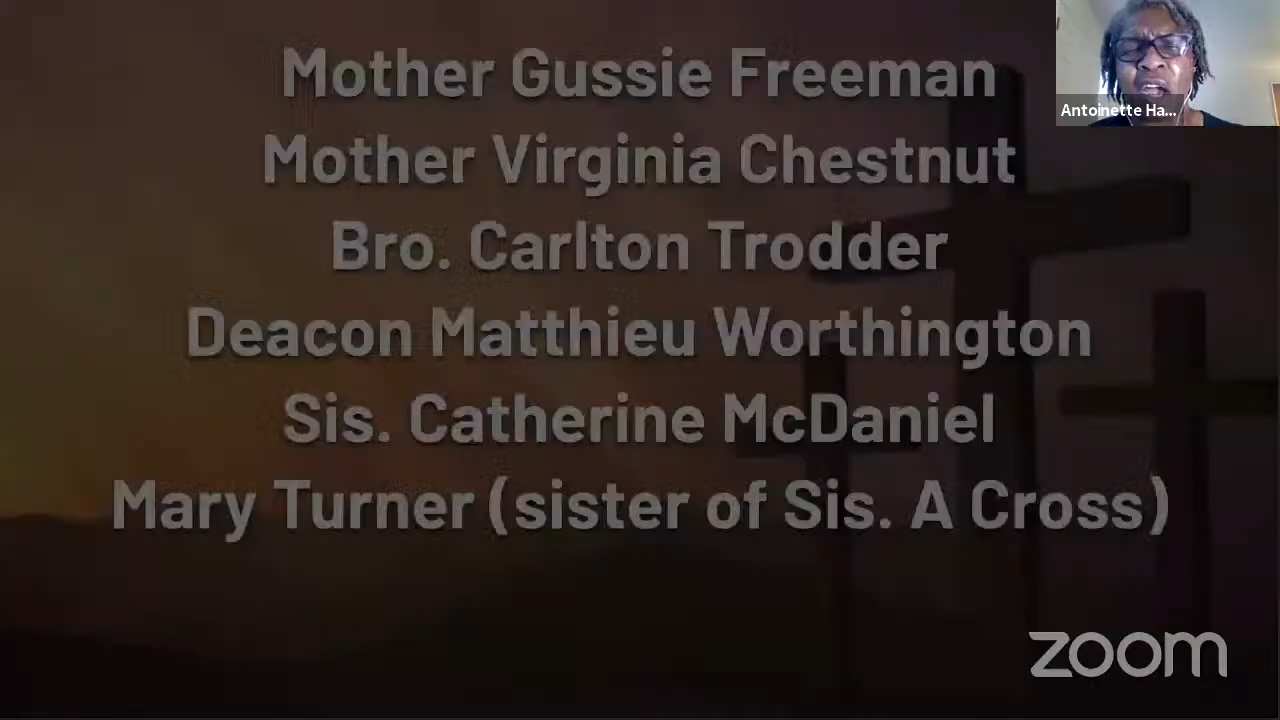 Mother Gussie Freeman
Antoinette Ha...
Mother Virginia Chestnut
Bro. Carlton Trodder
Deacon Matthieu Worthington
Sis. Catherine McDaniel
Mary Turner (sister of Sis. A Cross)
zoom